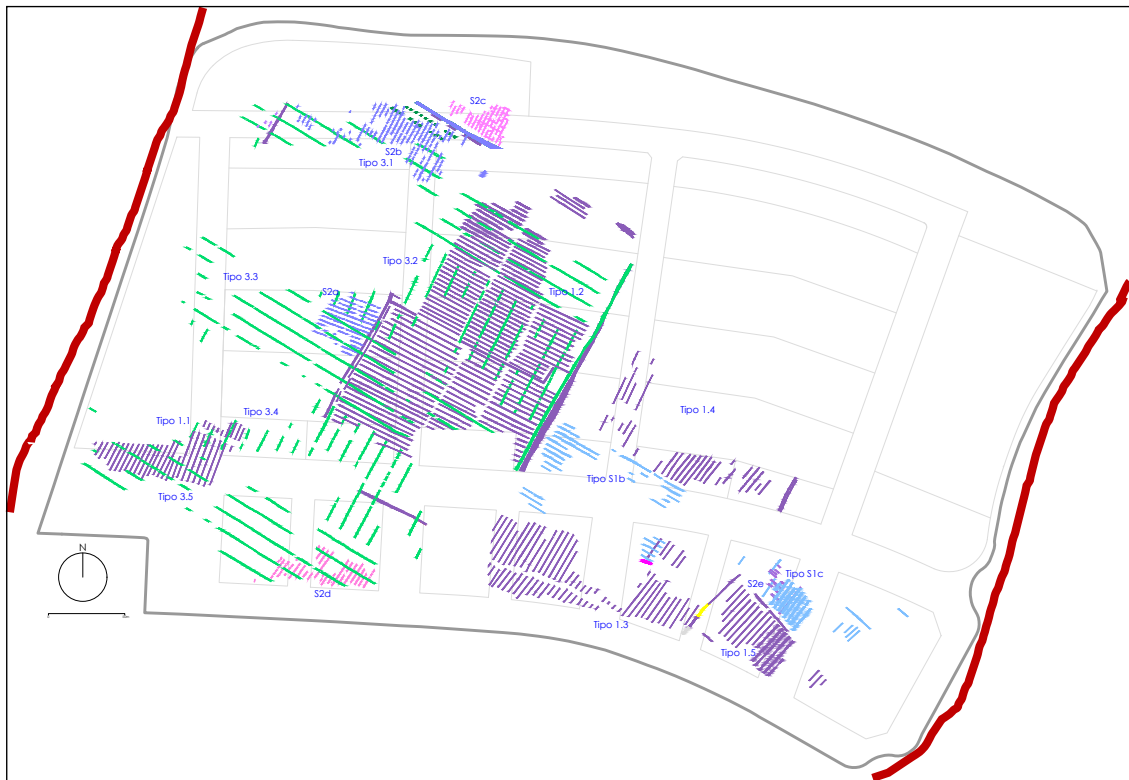 S2c
S2b
Tipo 3.1
Tipo 3.2
Tipo 3.3
S2a
Tipo 1.2
Tipo 1.4
Tipo 3.4
Tipo 1.1
Tipo S1b
Tipo 3.5
N
Tipo S1c
S2e
S2d
Tipo 1.3
Tipo 1.5